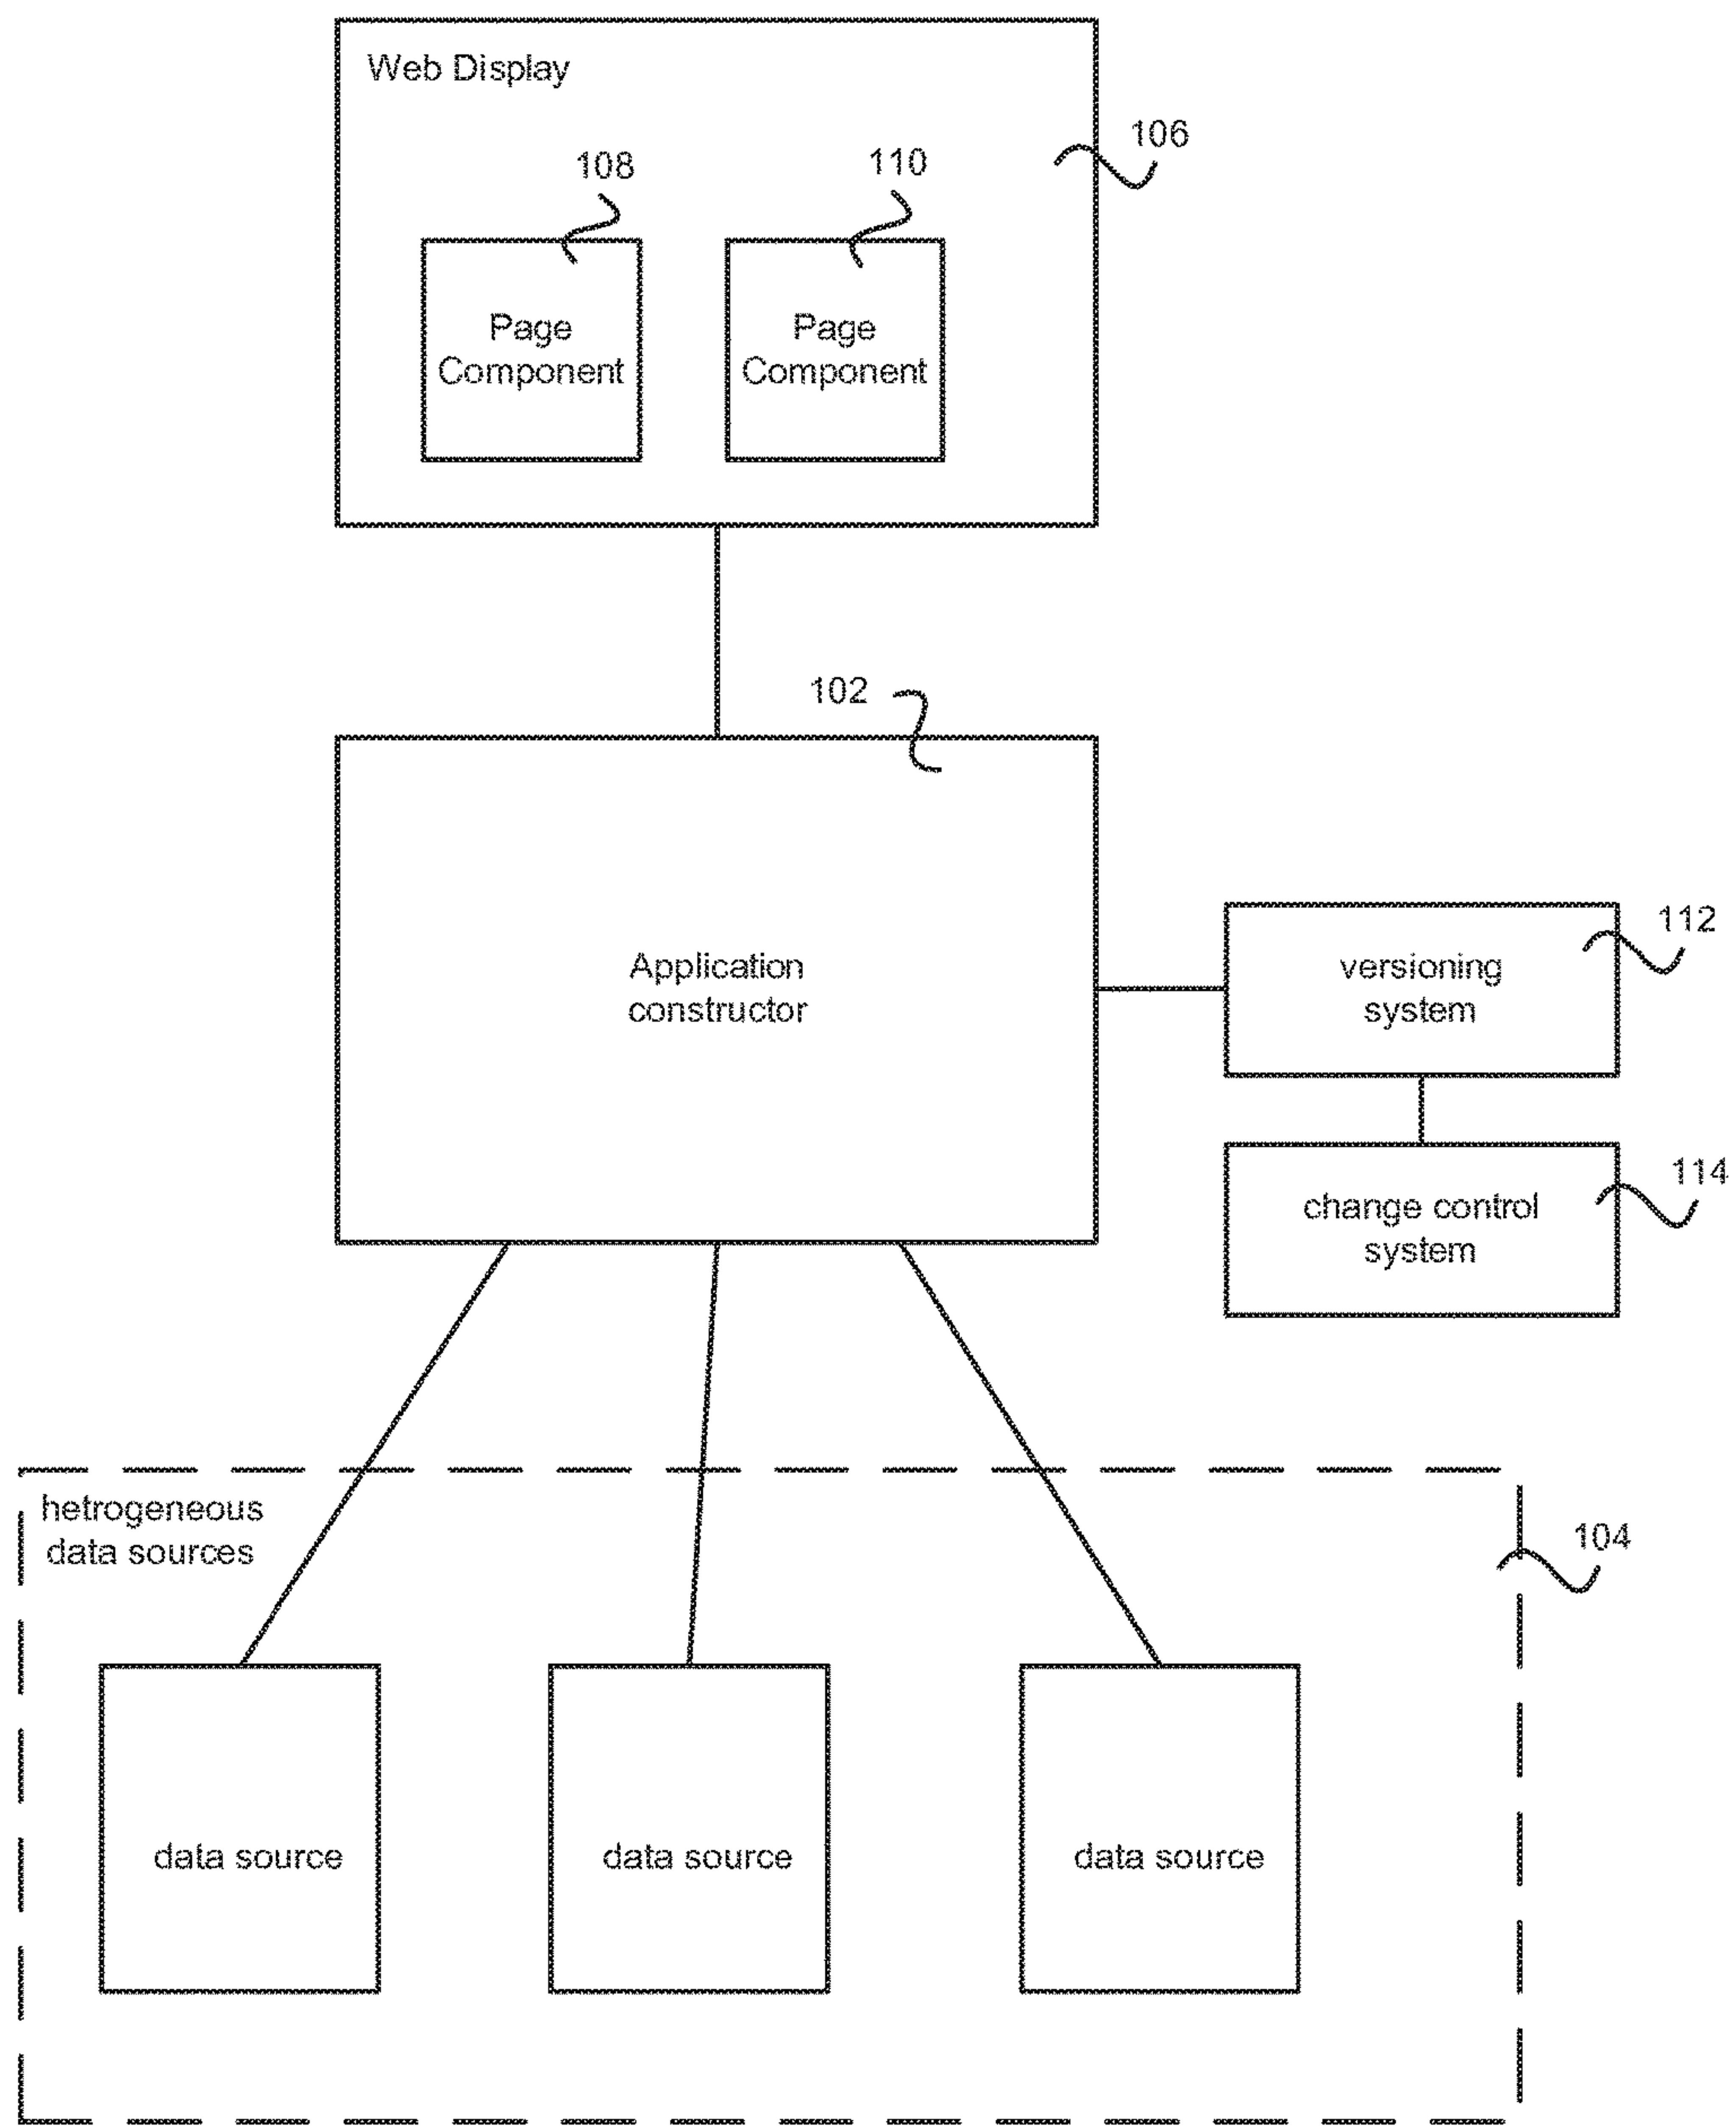 Web Display
106
108
110
Page
Component
Page
Component
102
Application
constructor
112
versioning
system
114
change control
system
hetrogeneous
data sources
104
data source
data source
data source